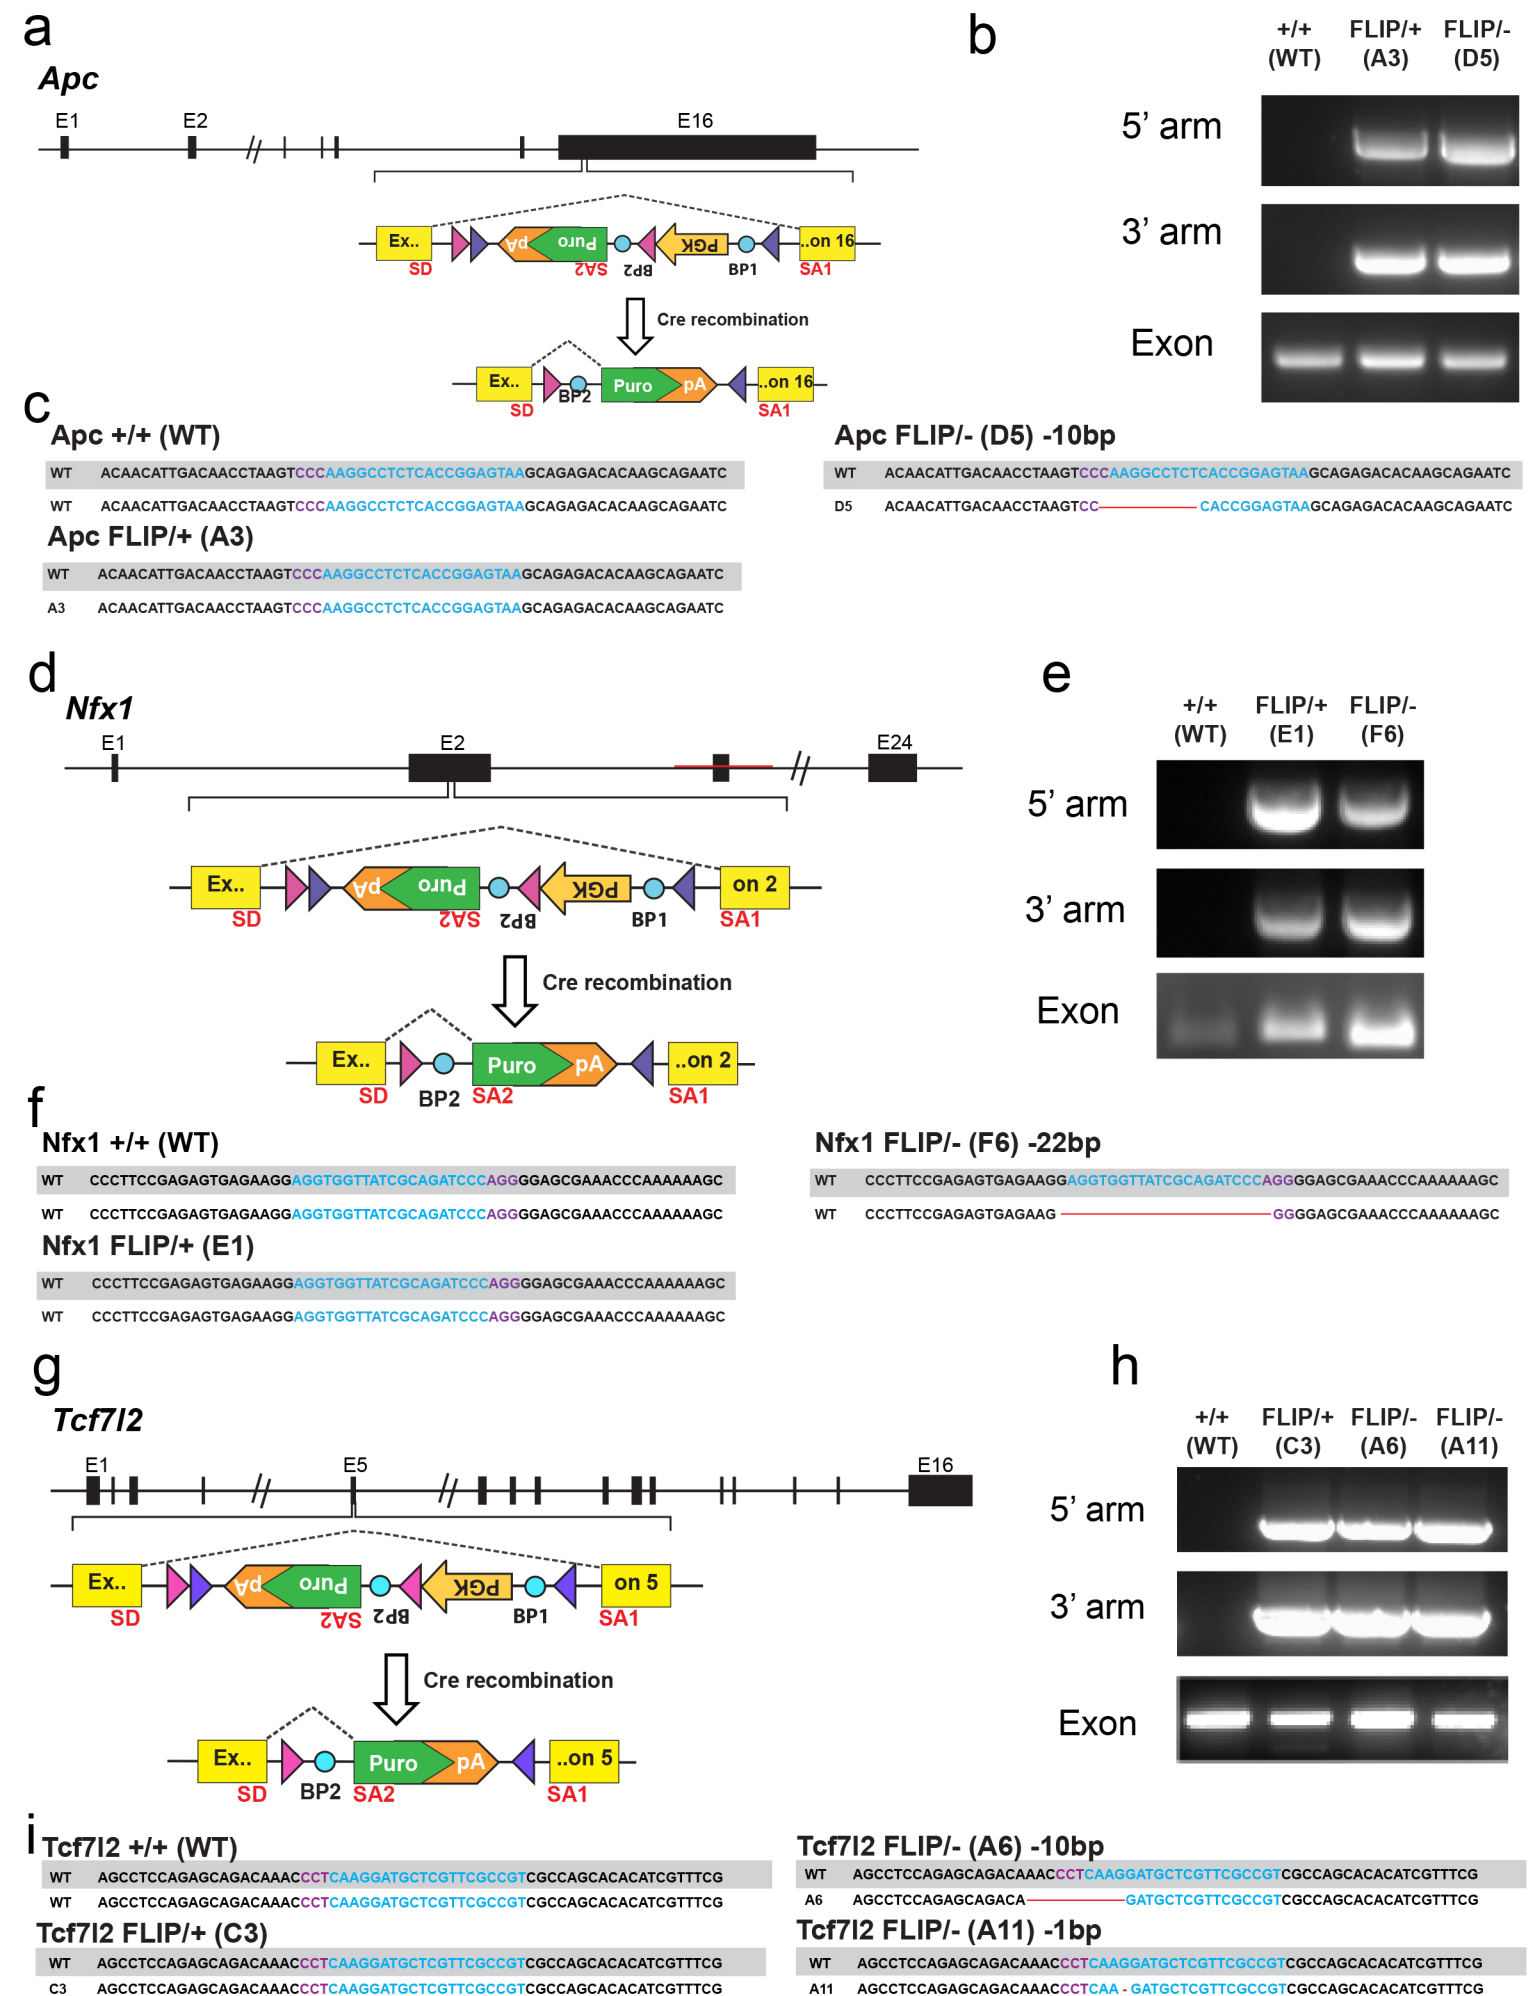 a
Apc
E1 E2 E16
Ex.. pA Puro PGK ..on 16
SD SA2 BP2 BP1 SA1
Cre recombination
Ex.. Puro pA ..on 16
SD BP2 SA1
b
+/+ FLIP/+ FLIP/-
(WT) (A3) (D5)
5’ arm
3’ arm
Exon
c
Apc +/+ (WT)
WT ACAACATTGACAACCTAAGTCCCAAGGCCTCTCACCGGAGTAAGCAGAGACACAAGCAGAATC
WT ACAACATTGACAACCTAAGTCCCAAGGCCTCTCACCGGAGTAAGCAGAGACACAAGCAGAATC
Apc FLIP/+ (A3)
WT ACAACATTGACAACCTAAGTCCCAAGGCCTCTCACCGGAGTAAGCAGAGACACAAGCAGAATC
A3 ACAACATTGACAACCTAAGTCCCAAGGCCTCTCACCGGAGTAAGCAGAGACACAAGCAGAATC
Apc FLIP/- (D5) -10bp
WT ACAACATTGACAACCTAAGTCCCAAGGCCTCTCACCGGAGTAAGCAGAGACACAAGCAGAATC
D5 ACAACATTGACAACCTAAGTCC CACCGGAGTAAGCAGAGACACAAGCAGAATC
d
Nfx1
E1 E2 E24
Ex.. pA Puro PGK on 2
SD SA2 BP2 BP1 SA1
Cre recombination
Ex.. Puro pA ..on 2
SD BP2 SA2 SA1
e
+/+ FLIP/+ FLIP/-
(WT) (E1) (F6)
5’ arm
3’ arm
Exon
f
Nfx1 +/+ (WT)
WT CCCTTCCGAGAGTGAGAAGGAGGTGGTTATCGCAGATCCCAGGGGAGCGAAACCCAAAAAAGC
WT CCCTTCCGAGAGTGAGAAGGAGGTGGTTATCGCAGATCCCAGGGGAGCGAAACCCAAAAAAGC
Nfx1 FLIP/+ (E1)
WT CCCTTCCGAGAGTGAGAAGGAGGTGGTTATCGCAGATCCCAGGGGAGCGAAACCCAAAAAAGC
WT CCCTTCCGAGAGTGAGAAGGAGGTGGTTATCGCAGATCCCAGGGGAGCGAAACCCAAAAAAGC
Nfx1 FLIP/- (F6) -22bp
WT CCCTTCCGAGAGTGAGAAGGAGGTGGTTATCGCAGATCCCAGGGGAGCGAAACCCAAAAAAGC
WT CCCTTCCGAGAGTGAGAAG GGGGAGCGAAACCCAAAAAAGC
g
Tcf7l2
E1 E5 E16
Ex.. pA Puro PGK on 5
SD SA2 BP2 BP1 SA1
Cre recombination
Ex.. Puro pA ..on 5
SD BP2 SA2 SA1
h
+/+ FLIP/+ FLIP/- FLIP/-
(WT) (C3) (A6) (A11)
5’ arm
3’ arm
Exon
i
Tcf7l2 +/+ (WT)
WT AGCCTCCAGAGCAGACAAACCCTCAAGGATGCTCGTTCGCCGTCGCCAGCACACATCGTTTCG
WT AGCCTCCAGAGCAGACAAACCCTCAAGGATGCTCGTTCGCCGTCGCCAGCACACATCGTTTCG
Tcf7l2 FLIP/+ (C3)
WT AGCCTCCAGAGCAGACAAACCCTCAAGGATGCTCGTTCGCCGTCGCCAGCACACATCGTTTCG
C3 AGCCTCCAGAGCAGACAAACCCTCAAGGATGCTCGTTCGCCGTCGCCAGCACACATCGTTTCG
Tcf7l2 FLIP/- (A6) -10bp
WT AGCCTCCAGAGCAGACAAACCCTCAAGGATGCTCGTTCGCCGTCGCCAGCACACATCGTTTCG
A6 AGCCTCCAGAGCAGACA GATGCTCGTTCGCCGTCGCCAGCACACATCGTTTCG
Tcf7l2 FLIP/- (A11) -1bp
WT AGCCTCCAGAGCAGACAAACCCTCAAGGATGCTCGTTCGCCGTCGCCAGCACACATCGTTTCG
A11 AGCCTCCAGAGCAGACAAACCCTCAA - GATGCTCGTTCGCCGTCGCCAGCACACATCGTTTCG